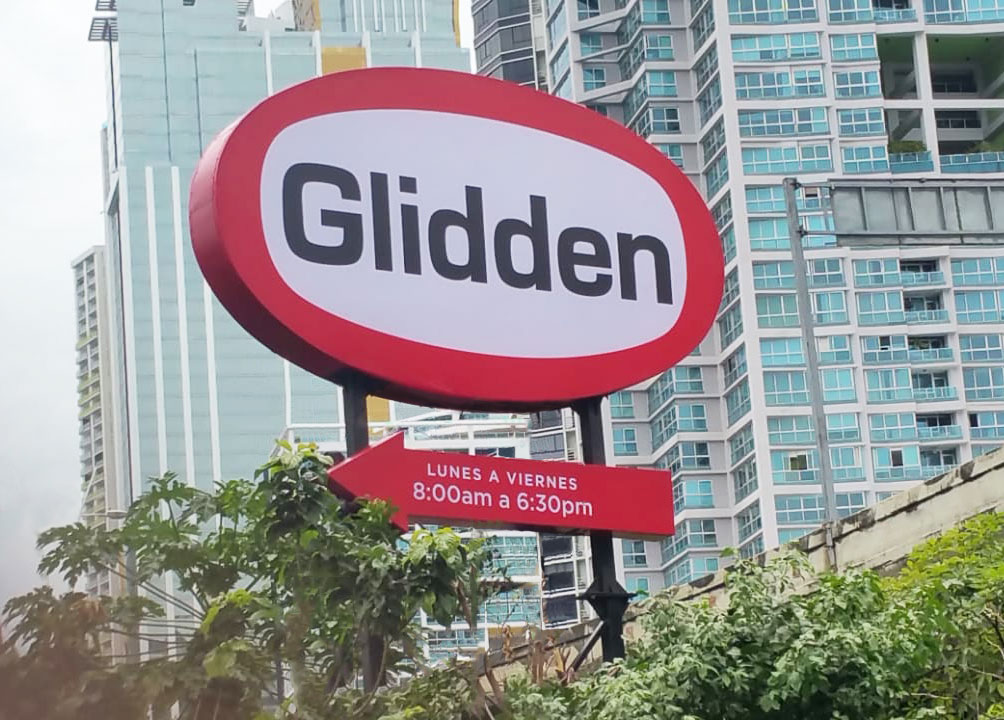 Glidden
LUNES A VIERNES
8:00am a 6:30pm